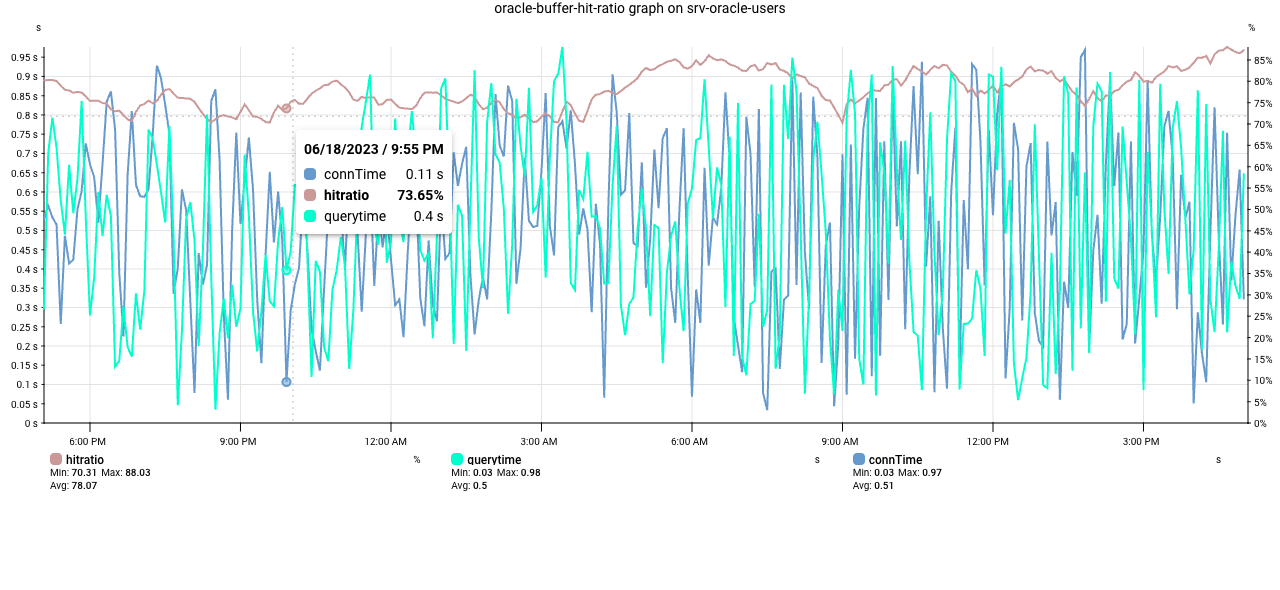 oracle-buffer-hit-ratio graph on srv-oracle-users
s
%
0.95 s
0.9 s
0.85 s
0.8 s
0.75 s
0.7 s
0.65 s
0.6 s
0.55 s
0.5 s
0.45 s
0.4 s
0.35 s
0.3 s
0.25 s
0.2 s
0.15 s
0.1 s
0.05 s
0 s
85%
80%
75%
70%
65%
60%
55%
50%
45%
40%
35%
30%
25%
20%
15%
10%
5%
0%
06/18/2023 / 9:55 PM
connTime 0.11 s
hitratio 73.65%
querytime 0.4 s
6:00 PM 9:00 PM 12:00 AM 3:00 AM 6:00 AM 9:00 AM 12:00 PM 3:00 PM
hitratio %
Min: 70.31 Max: 88.03
Avg: 78.07
querytime s
Min: 0.03 Max: 0.98
Avg: 0.5
connTime s
Min: 0.03 Max: 0.97
Avg: 0.51